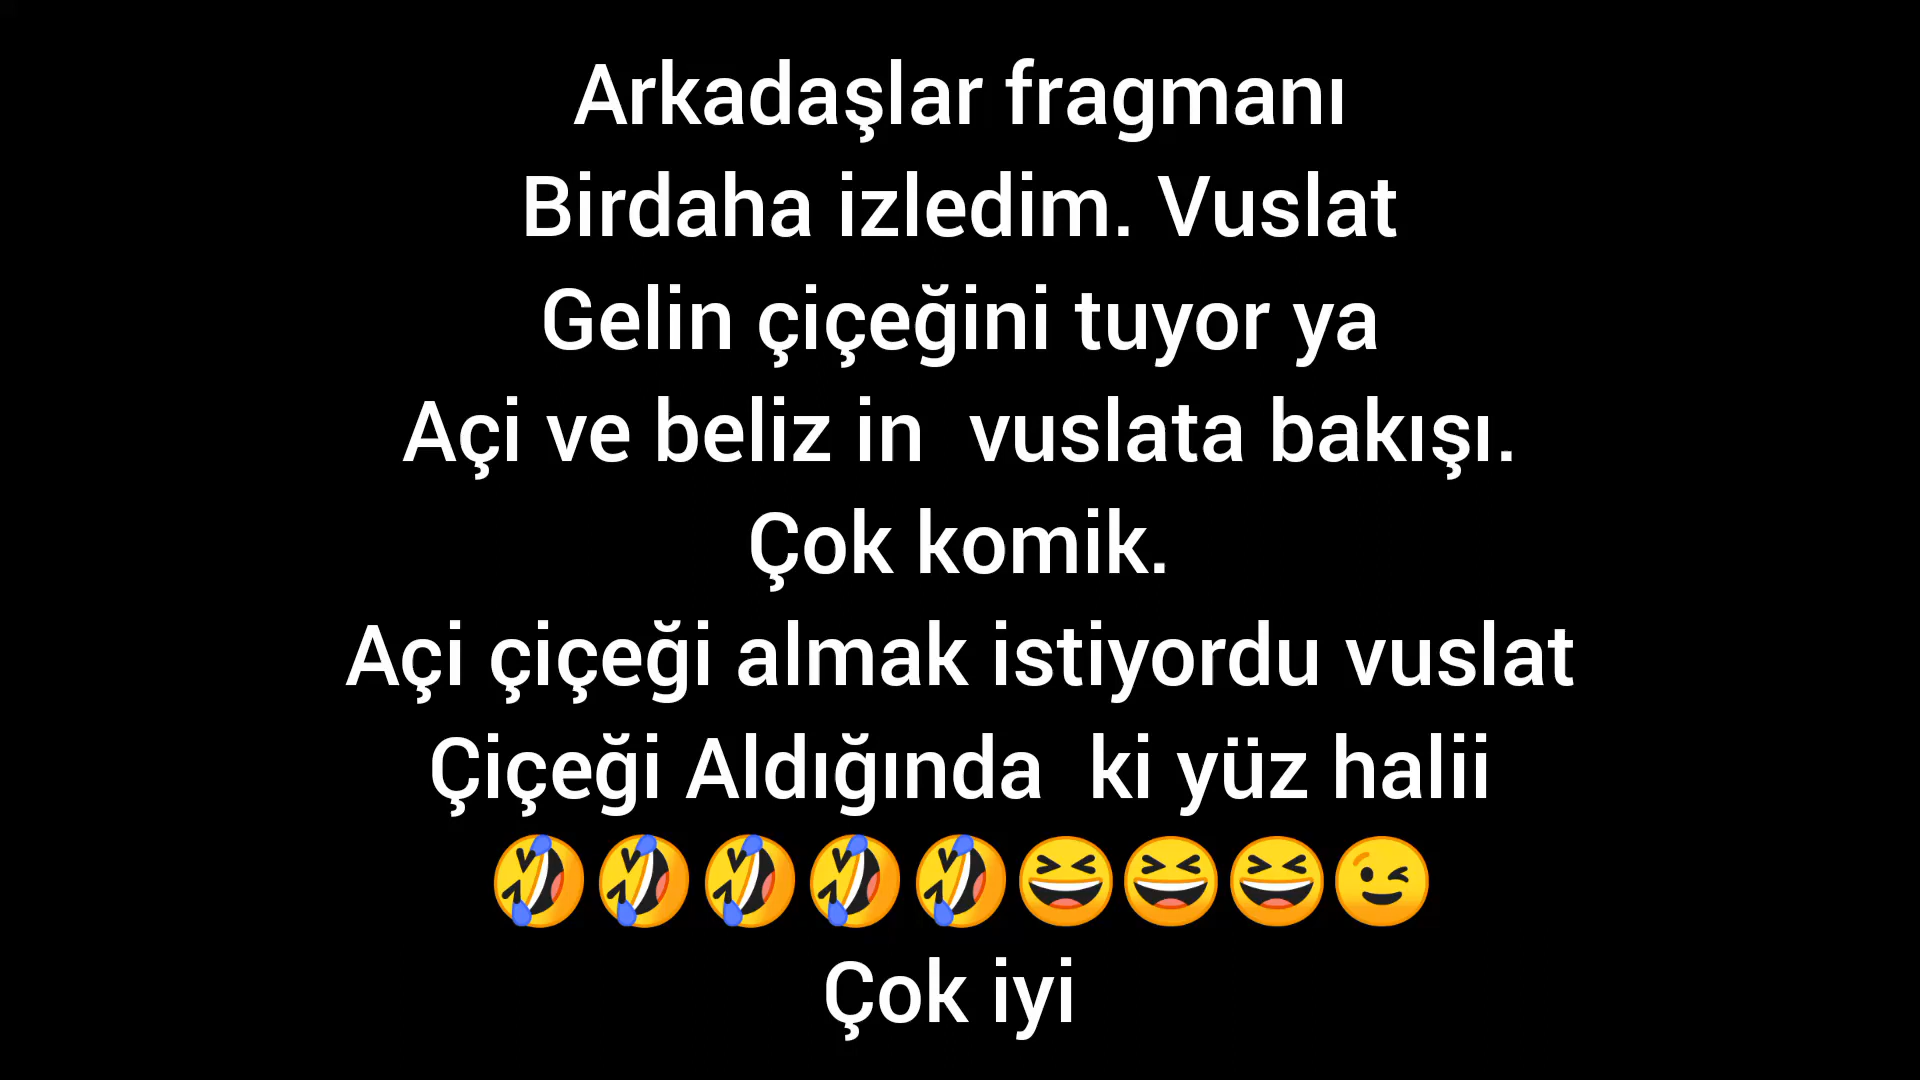 Arkadaşlar fragmanı
Birdaha izledim. Vuslat
Gelin çiçeğini tuyor ya
Açi ve beliz in  vuslata bakışı.
Çok komik.
Açi çiçeği almak istiyordu vuslat
Çiçeği Aldığında  ki yüz halii
🤣🤣🤣🤣🤣😆😆😆😉
Çok iyi